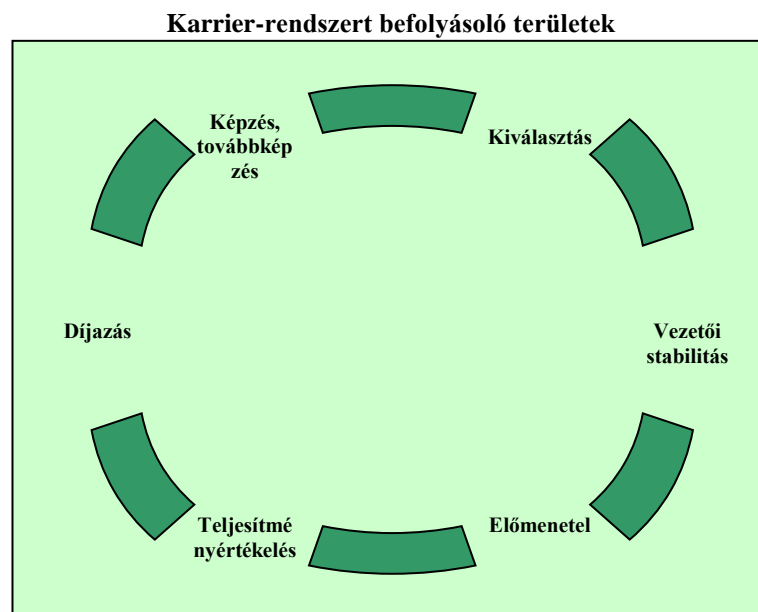 Karrier-rendszert befolyásoló területek
Képzés,
továbbkép
zés
Kiválasztás
Díjazás
Vezetői
stabilitás
Teljesítmé
nyértékelés
Előmenetel